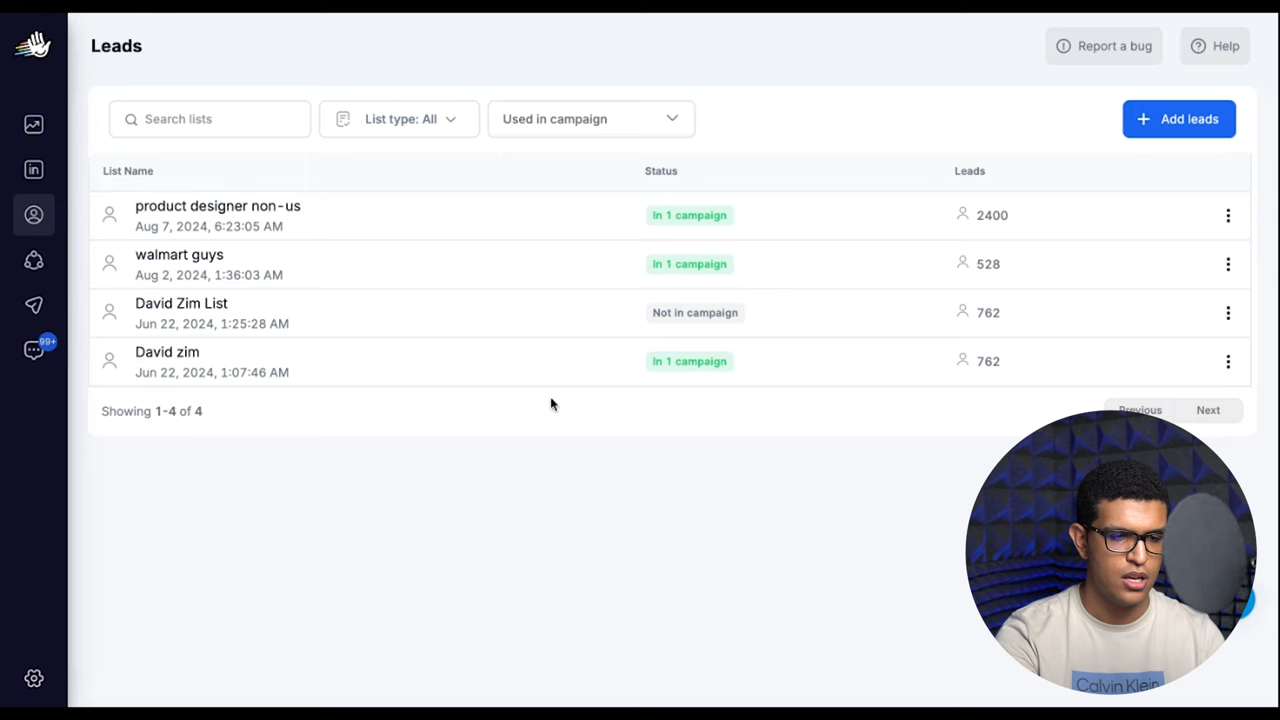 Leads
Report a bug
Help
Search lists
List type: All
Used in campaign
+ Add leads
List Name Status Leads
product designer non-us
Aug 7, 2024, 6:23:05 AM
In 1 campaign
2400
walmart guys
Aug 2, 2024, 1:36:03 AM
In 1 campaign
528
David Zim List
Jun 22, 2024, 1:25:28 AM
Not in campaign
762
David zim
Jun 22, 2024, 1:07:46 AM
In 1 campaign
762
99+
Showing 1-4 of 4
Previous
Next
Calvin Klein